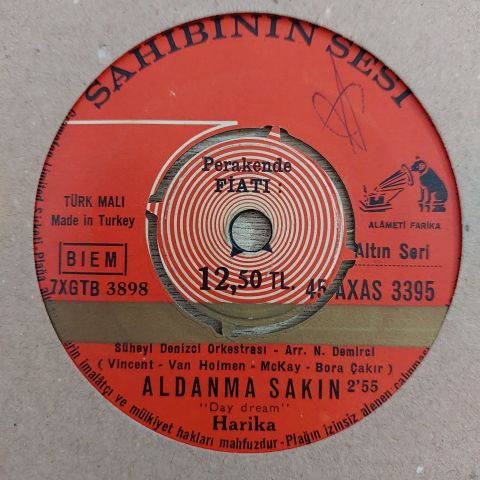 SAHİBİNİN SESİ
Perakende
FİATI :
12,50 TL.
TÜRK MALI
Made in Turkey
ALÂMETİ FARİKA
BIEM
Altın Seri
7XGTB 3898
45-AXAS 3395
Süheyl Denizci Orkestrası - Arr. N. Demirci
( Vincent - Van Holmen - McKay - Bora Çakır )
ALDANMA SAKIN 2'55
"Day dream"
Harika
imalâtçı ve mülkiyet hakları mahfuzdur - Plağın izinsiz alenen